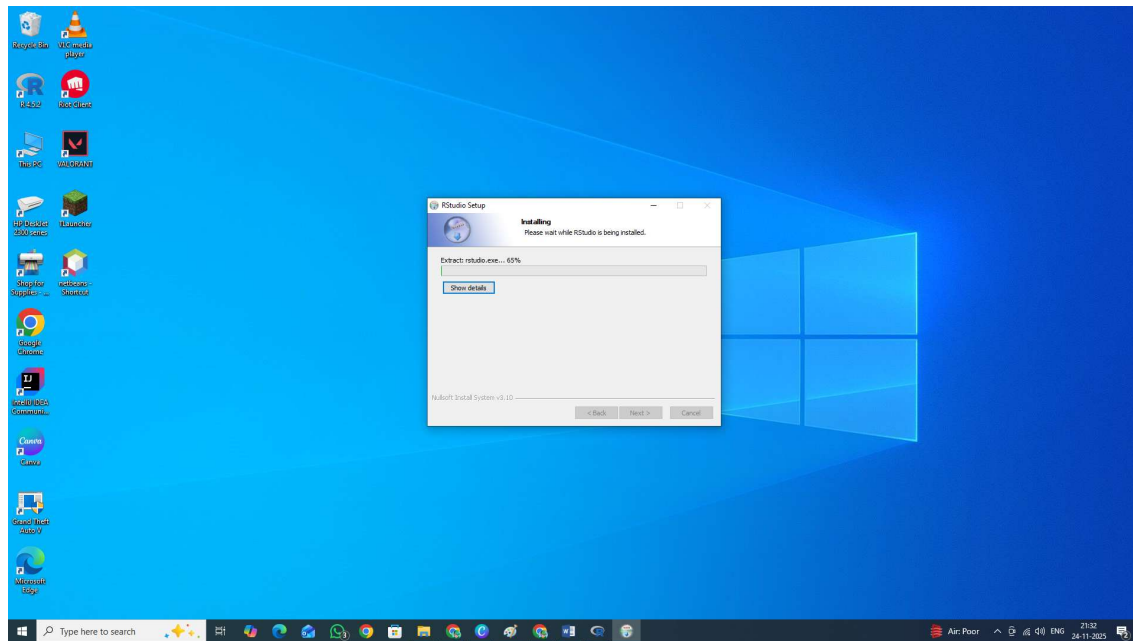 Recycle Bin
VLC media
player
R 4.5.2
Riot Client
This PC
VALORANT
HP DeskJet
2300 series
TLauncher
Shop for
Supplies - ...
netbeans -
Shortcut
Google
Chrome
IntelliJ IDEA
Communi...
Canva
Canva
Grand Theft
Auto V
Microsoft
Edge
RStudio Setup
Installing
Please wait while RStudio is being installed.
Extract: rstudio.exe... 65%
Show details
Nullsoft Install System v3.10
< Back
Next >
Cancel
Type here to search
Air: Poor
ENG
21:32
24-11-2025